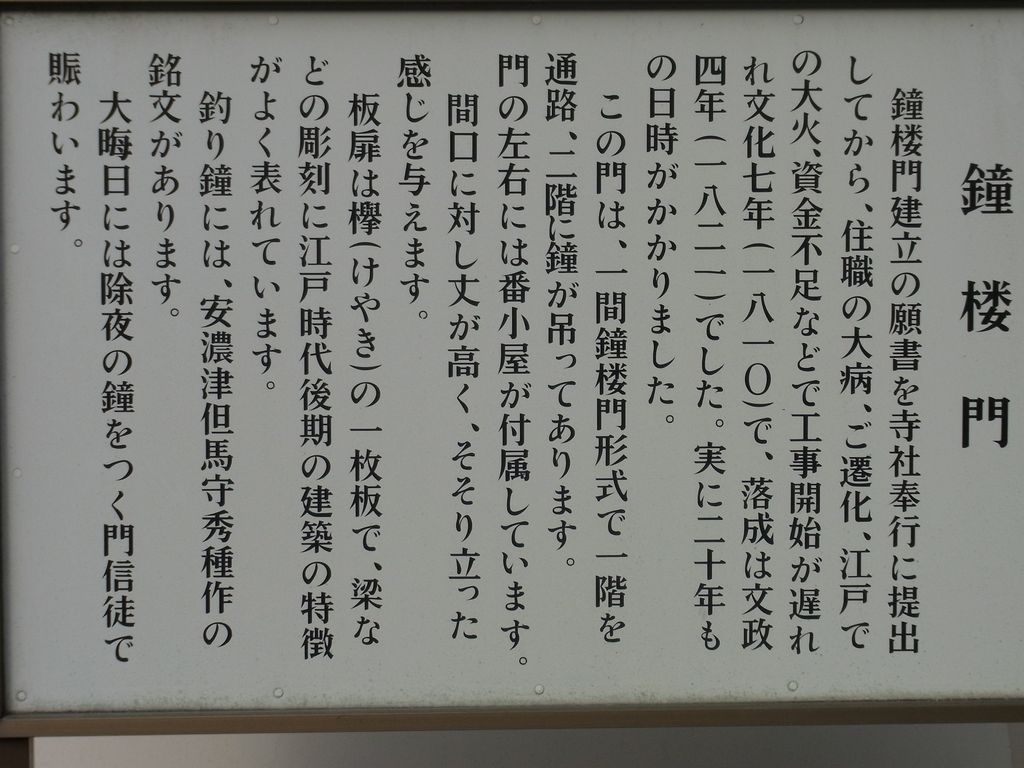 鐘楼門
鐘楼門建立の願書を寺社奉行に提出
してから、住職の大病、ご遷化、江戸で
の大火、資金不足などで工事開始が遅れ
れ文化七年（一八一〇）で、落成は文政
四年（一八二一）でした。実に二十年も
の日時がかかりました。
この門は、一間鐘楼門形式で一階を
通路、二階に鐘が吊ってあります。
門の左右には番小屋が付属しています。
間口に対し丈が高く、そそり立った
感じを与えます。
板扉は欅（けやき）の一枚板で、梁な
どの彫刻に江戸時代後期の建築の特徴
がよく表れています。
釣り鐘には、安濃津但馬守秀種作の
銘文があります。
大晦日には除夜の鐘をつく門信徒で
賑わいます。